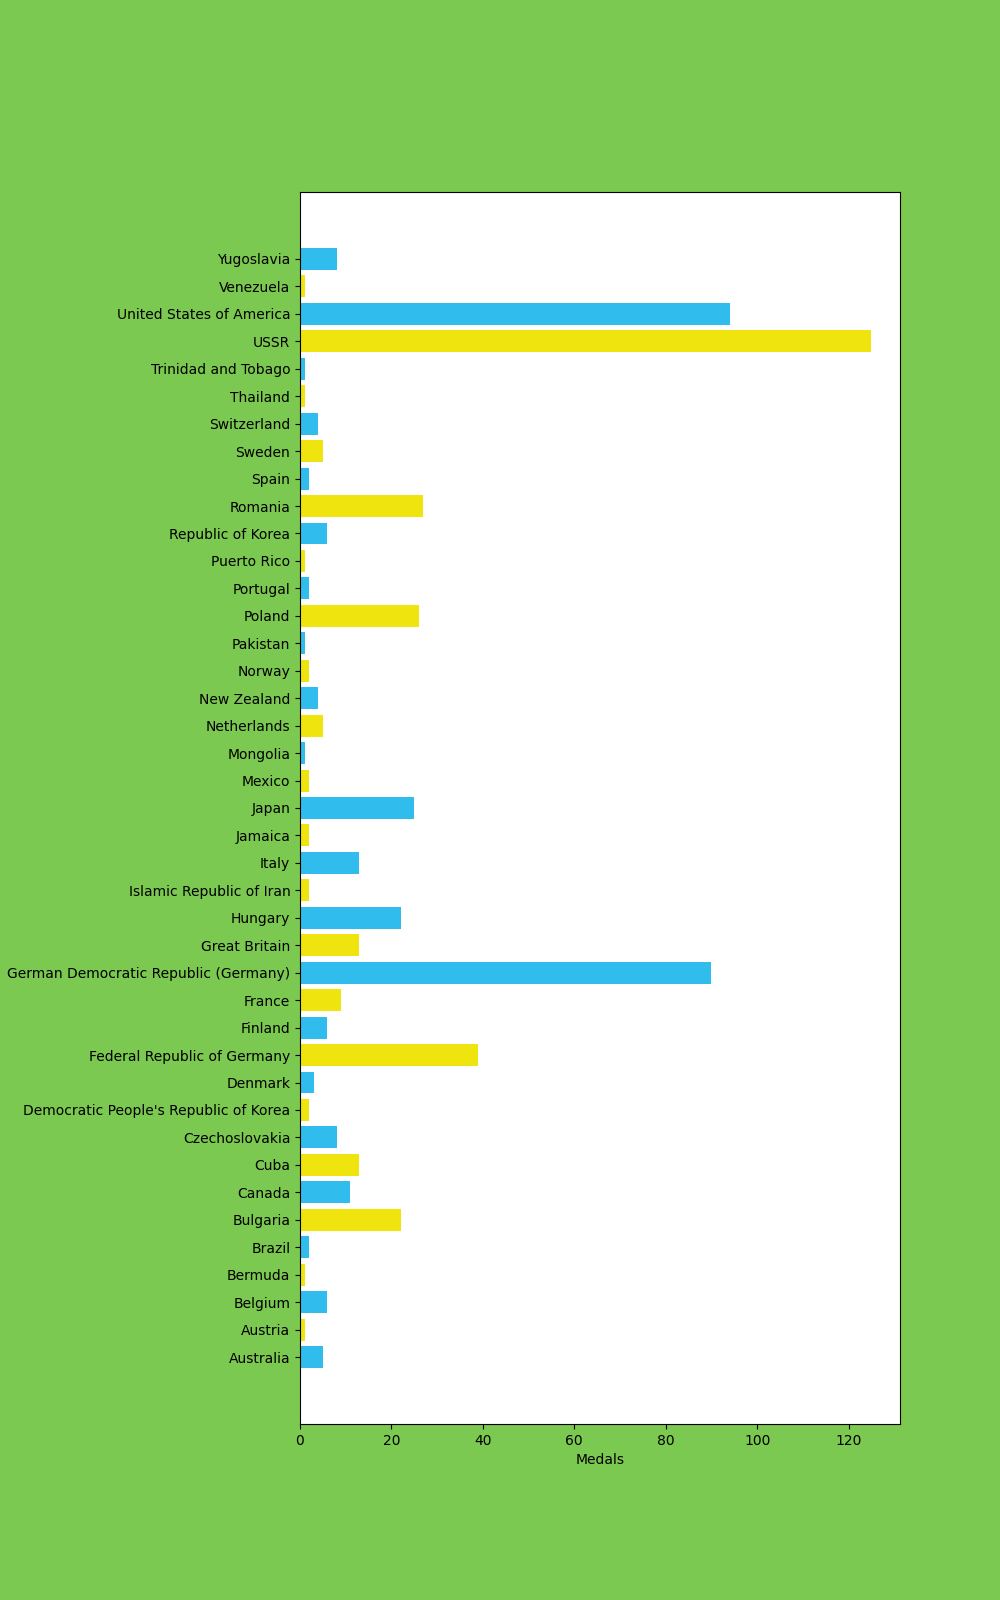 Yugoslavia
Venezuela
United States of America
USSR
Trinidad and Tobago
Thailand
Switzerland
Sweden
Spain
Romania
Republic of Korea
Puerto Rico
Portugal
Poland
Pakistan
Norway
New Zealand
Netherlands
Mongolia
Mexico
Japan
Jamaica
Italy
Islamic Republic of Iran
Hungary
Great Britain
German Democratic Republic (Germany)
France
Finland
Federal Republic of Germany
Denmark
Democratic People's Republic of Korea
Czechoslovakia
Cuba
Canada
Bulgaria
Brazil
Bermuda
Belgium
Austria
Australia
0 20 40 60 80 100 120
Medals